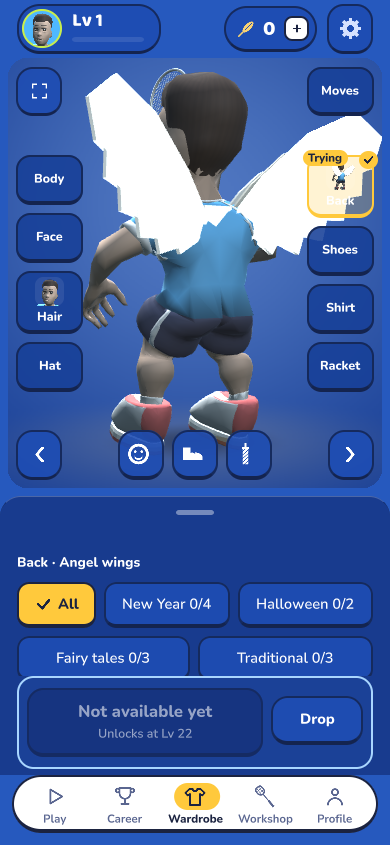 Lv 1
0
+
Moves
Trying
Back
Body
Face
Shoes
Hair
Shirt
Hat
Racket
Back · Angel wings
All
New Year 0/4
Halloween 0/2
Fairy tales 0/3
Traditional 0/3
Not available yet
Unlocks at Lv 22
Drop
Play
Career
Wardrobe
Workshop
Profile